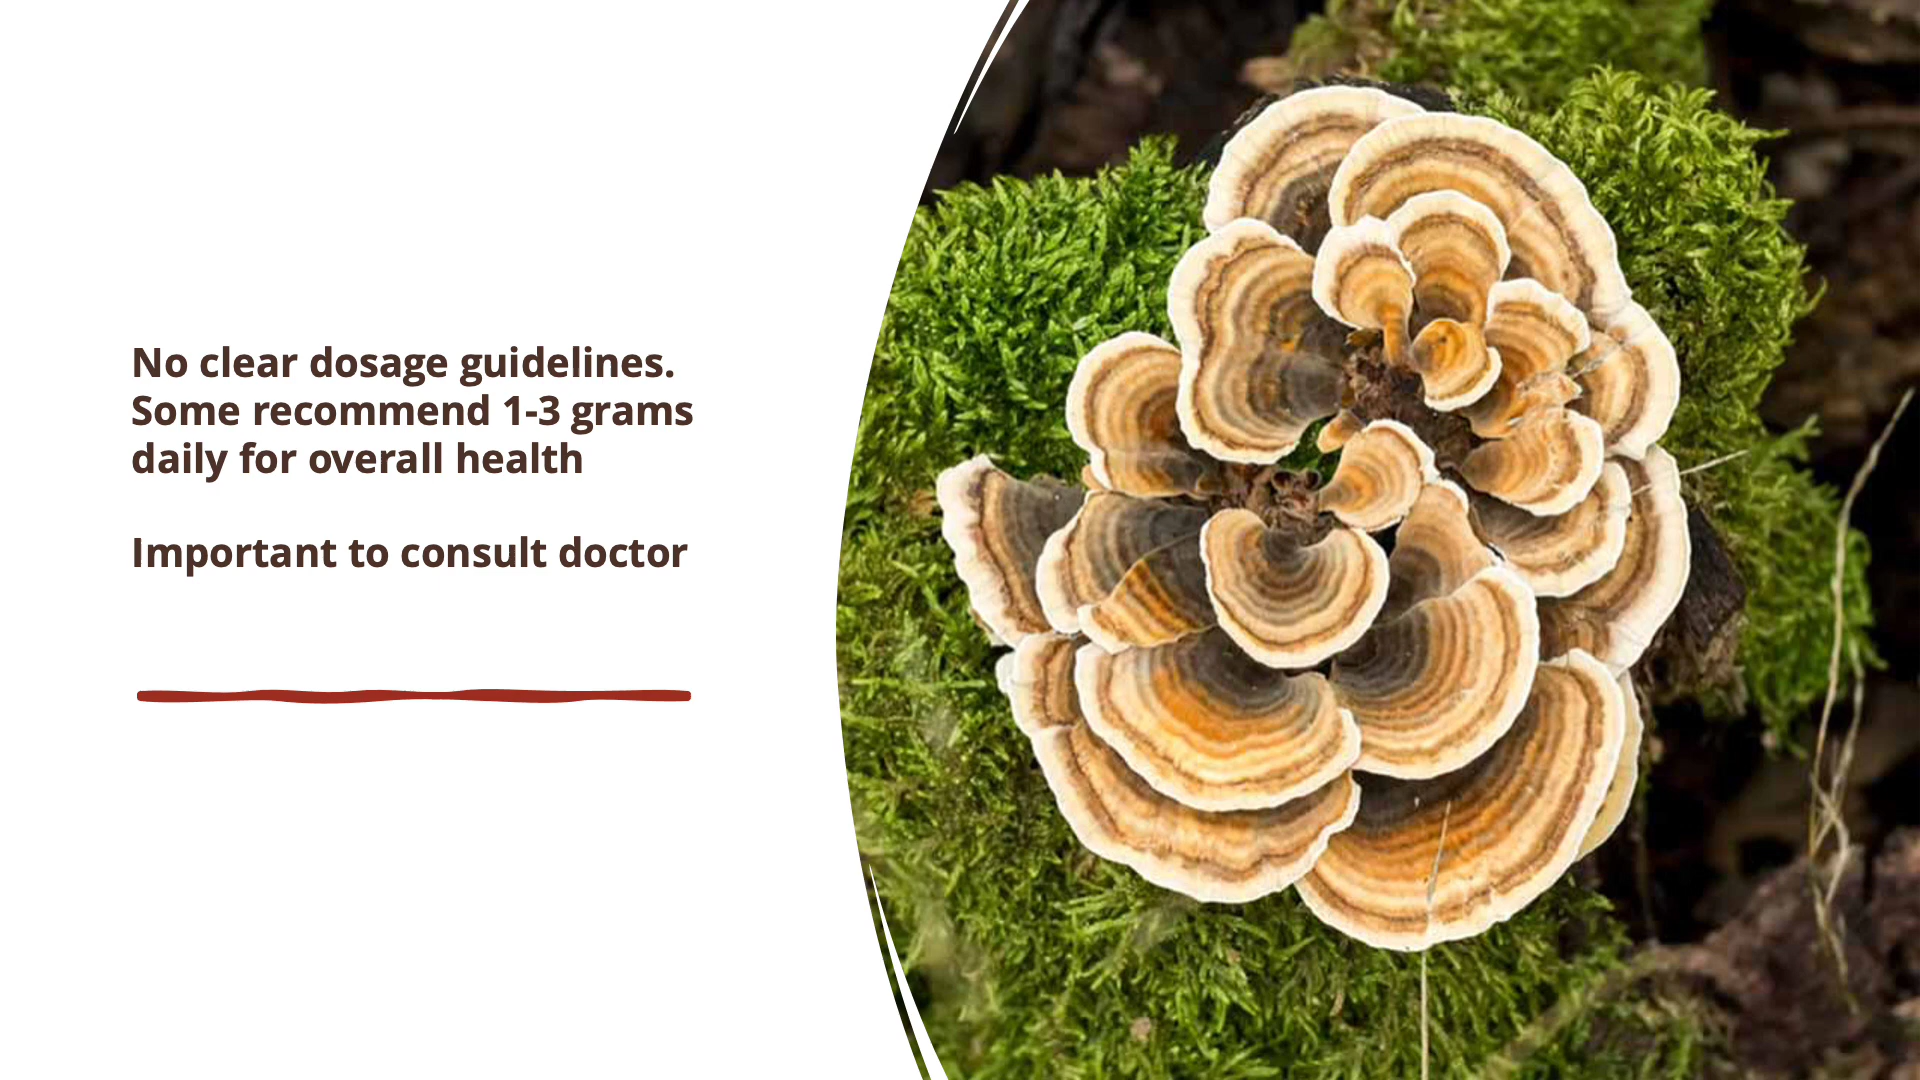 No clear dosage guidelines.
Some recommend 1-3 grams
daily for overall health
Important to consult doctor